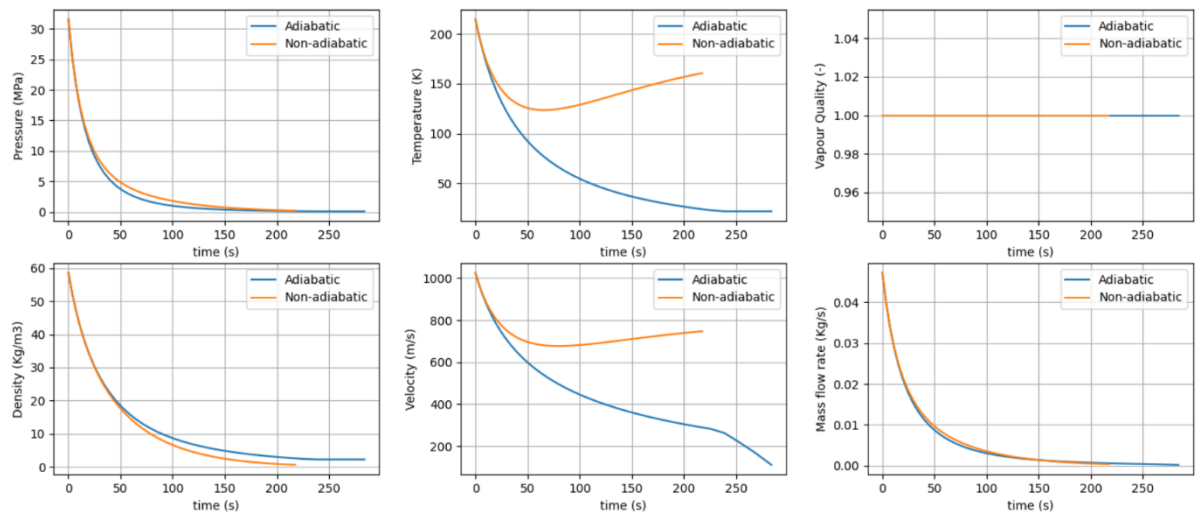 Pressure (MPa)
30
25
20
15
10
5
0
Adiabatic
Non-adiabatic
0 50 100 150 200 250
time (s)
Temperature (K)
200
150
100
50
Adiabatic
Non-adiabatic
0 50 100 150 200 250
time (s)
Vapour Quality (-)
1.04
1.02
1.00
0.98
0.96
Adiabatic
Non-adiabatic
0 50 100 150 200 250
time (s)
Density (Kg/m3)
60
50
40
30
20
10
0
Adiabatic
Non-adiabatic
0 50 100 150 200 250
time (s)
Velocity (m/s)
1000
800
600
400
200
Adiabatic
Non-adiabatic
0 50 100 150 200 250
time (s)
Mass flow rate (Kg/s)
0.04
0.03
0.02
0.01
0.00
Adiabatic
Non-adiabatic
0 50 100 150 200 250
time (s)